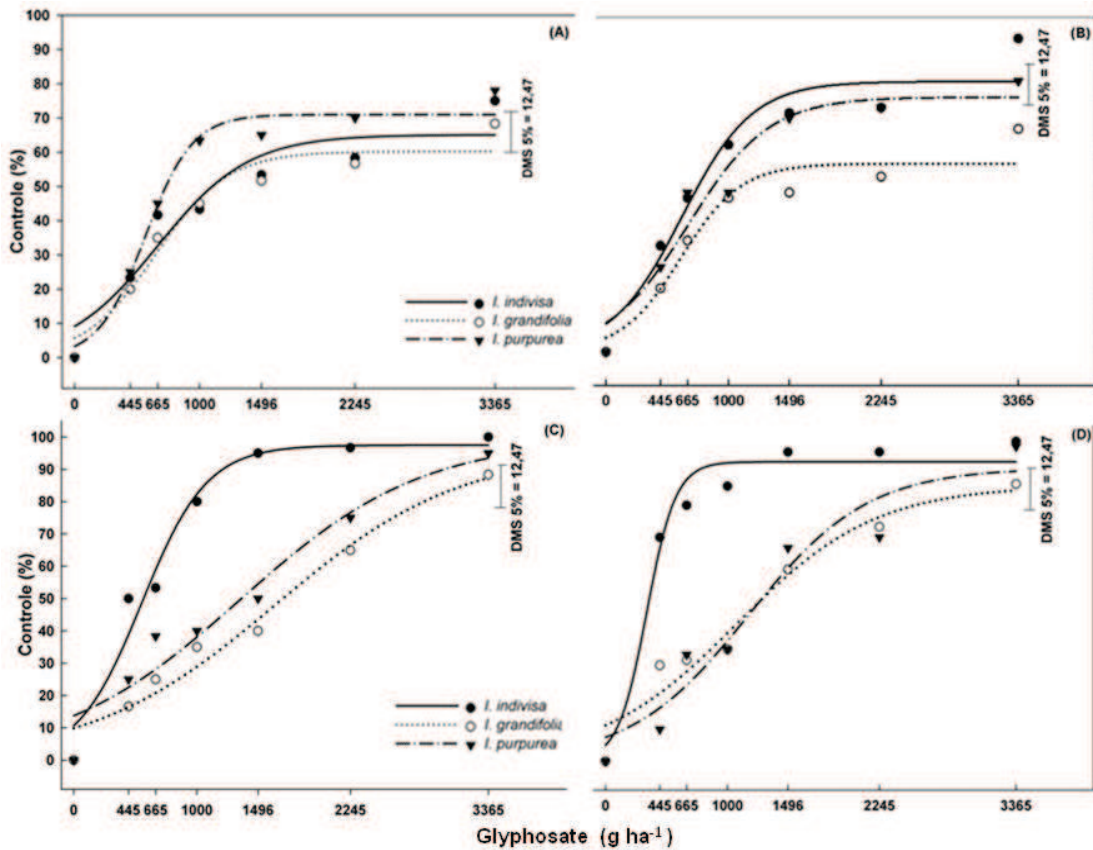 100
90
80
70
60
50
40
30
20
10
0
Controle (%)
(A)
DMS 5% = 12,47
I. indivisa
I. grandifolia
I. purpurea
0 445 665 1000 1496 2245 3365
(B)
DMS 5% = 12,47
0 445 665 1000 1496 2245 3365
100
90
80
70
60
50
40
30
20
10
0
Controle (%)
(C)
DMS 5% = 12,47
I. indivisa
I. grandifolia
I. purpurea
0 445 665 1000 1496 2245 3365
(D)
DMS 5% = 12,47
0 445 665 1000 1496 2245 3365
Glyphosate (g ha⁻¹)